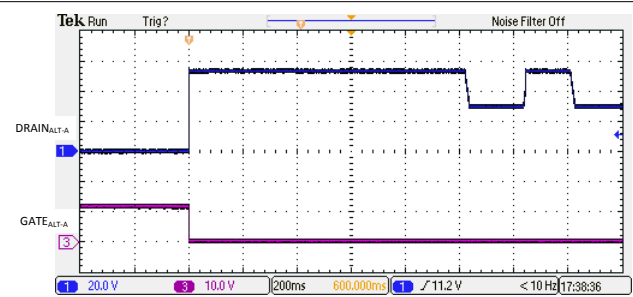 Tek Run Trig? Noise Filter Off
DRAINALT-A
1
GATEALT-A
3
1 20.0 V 3 10.0 V 200ms 600.000ms 1 11.2 V < 10 Hz 17:38:36